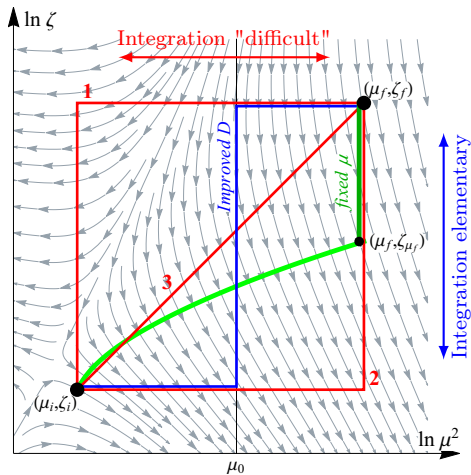 ln ζ
Integration "difficult"
1
(μ_f,ζ_f)
Improved D
fixed μ
Integration elementary
(μ_f,ζ_{μ_f})
3
2
(μ_i,ζ_i)
ln μ²
μ₀